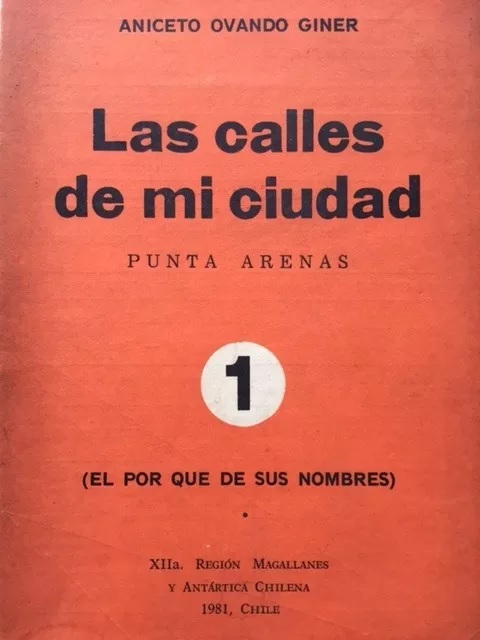 ANICETO OVANDO GINER
Las calles
de mi ciudad
PUNTA ARENAS
1
(EL POR QUE DE SUS NOMBRES)
XIIa. REGIÓN MAGALLANES
Y ANTÁRTICA CHILENA
1981, CHILE